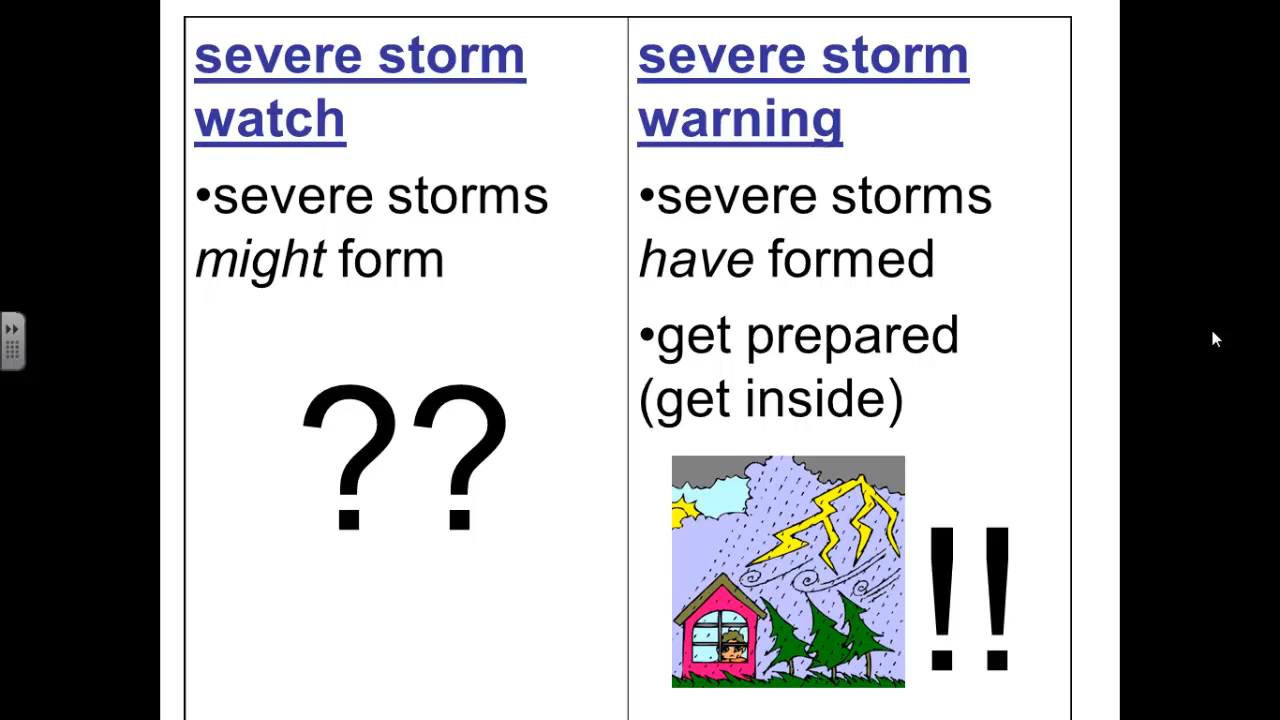 severe storm
watch
•severe storms
might form
??
severe storm
warning
•severe storms
have formed
•get prepared
(get inside)
!!